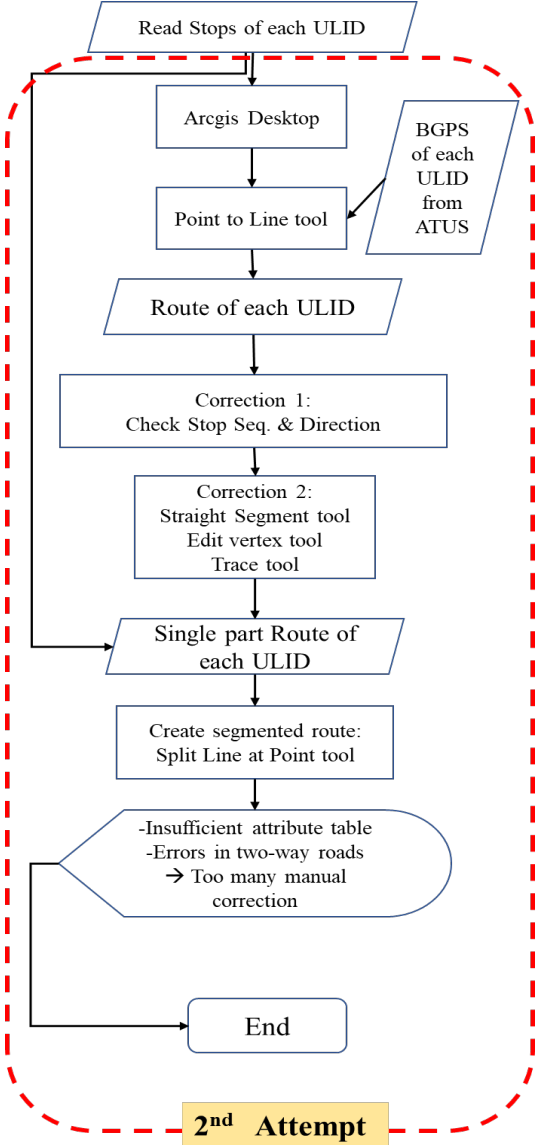 Read Stops of each ULID
Arcgis Desktop
BGPS
of each
ULID
from
ATUS
Point to Line tool
Route of each ULID
Correction 1:
Check Stop Seq. & Direction
Correction 2:
Straight Segment tool
Edit vertex tool
Trace tool
Single part Route of
each ULID
Create segmented route:
Split Line at Point tool
-Insufficient attribute table
-Errors in two-way roads
→ Too many manual
correction
End
2nd Attempt